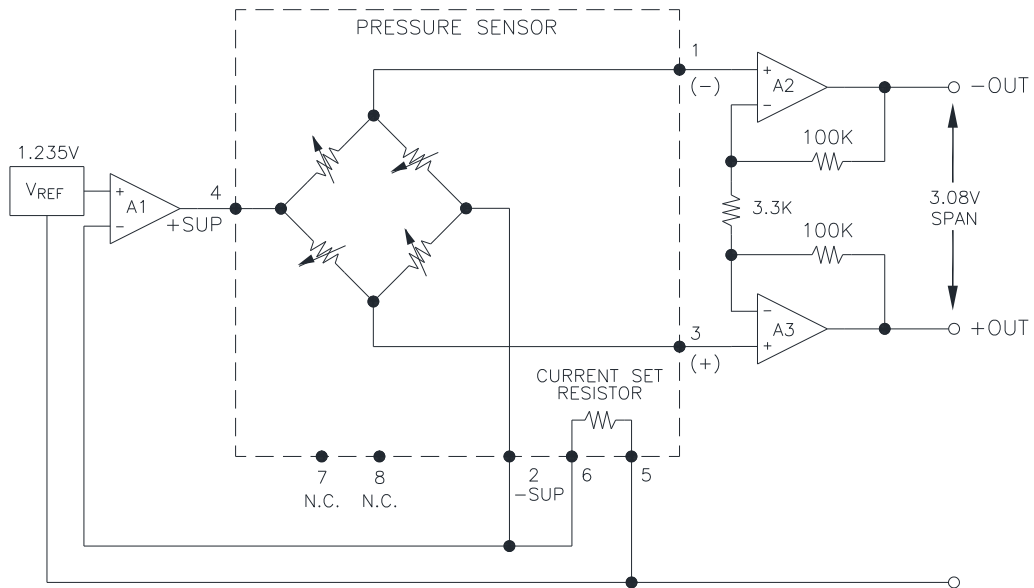 PRESSURE SENSOR
1
(−)
+
A2
−
−OUT
100K
1.235V
VREF
+
A1
−
4
+SUP
3.3K
3.08V
SPAN
100K
−
A3
+
+OUT
3
(+)
CURRENT SET
RESISTOR
7
N.C.
8
N.C.
2
−SUP
6
5